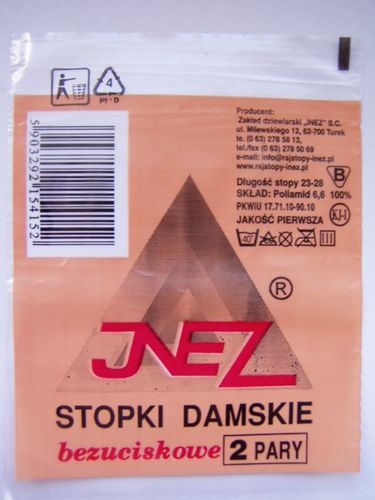 4
PE-D
5903292154152
Producent:
Zakład dziewiarski „INEZ" S.C.
ul. Milewskiego 12, 62-700 Turek
te. (0 63) 278 58 13,
tel./fax (0 63) 278 50 69
e-mail: info@rajstopy-inez.pl
www.rajstopy-inez.pl
Długość stopy 23-28
SKŁAD: Poliamid 6,6 100%
PKWIU 17.71.10-90.10
JAKOŚĆ PIERWSZA
B
KJ-I
40°
®
JNEZ
STOPKI DAMSKIE
bezuciskowe 2 PARY